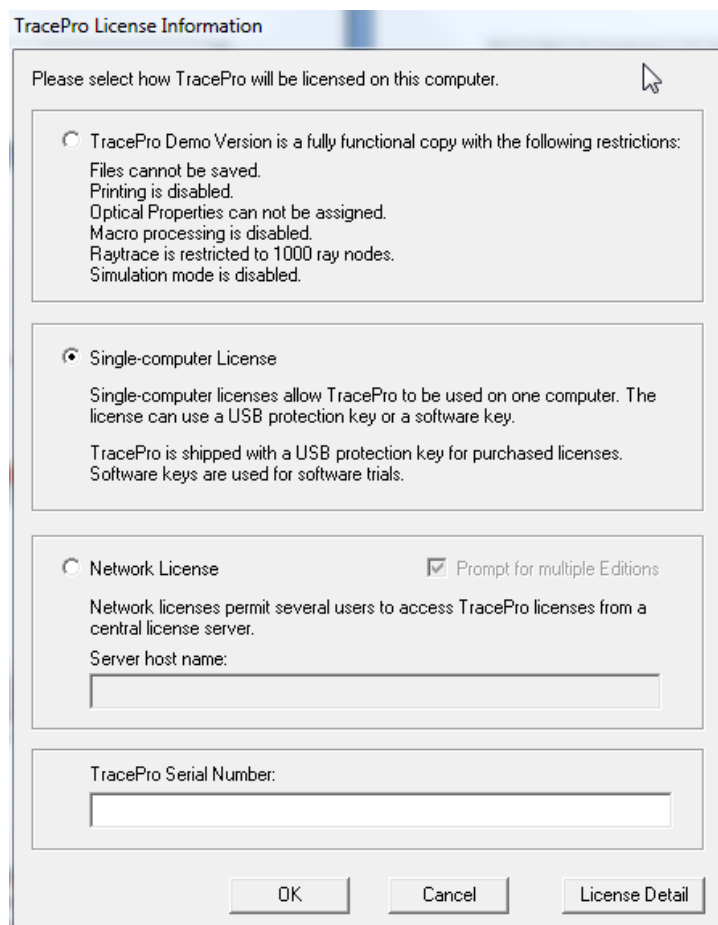 TracePro License Information
Please select how TracePro will be licensed on this computer.
TracePro Demo Version is a fully functional copy with the following restrictions:
Files cannot be saved.
Printing is disabled.
Optical Properties can not be assigned.
Macro processing is disabled.
Raytrace is restricted to 1000 ray nodes.
Simulation mode is disabled.
Single-computer License
Single-computer licenses allow TracePro to be used on one computer. The
license can use a USB protection key or a software key.
TracePro is shipped with a USB protection key for purchased licenses.
Software keys are used for software trials.
Network License
Prompt for multiple Editions
Network licenses permit several users to access TracePro licenses from a
central license server.
Server host name:
TracePro Serial Number:
OK
Cancel
License Detail